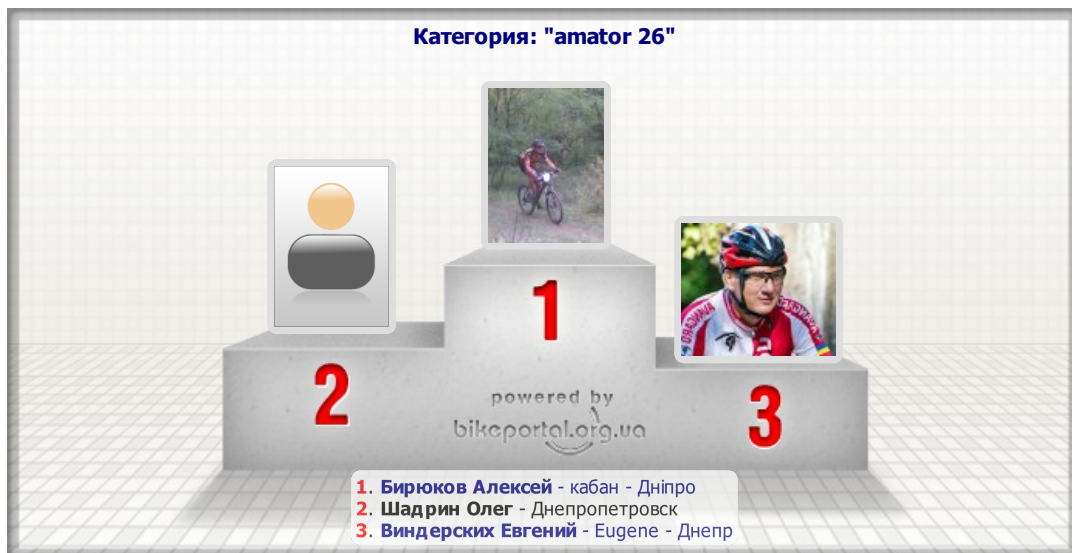 Категория: "amator 26"
1
2
3
powered by
bikeportal.org.ua
1. Бирюков Алексей - кабан - Дніпро
2. Шадрин Олег - Днепропетровск
3. Виндерских Евгений - Eugene - Днепр